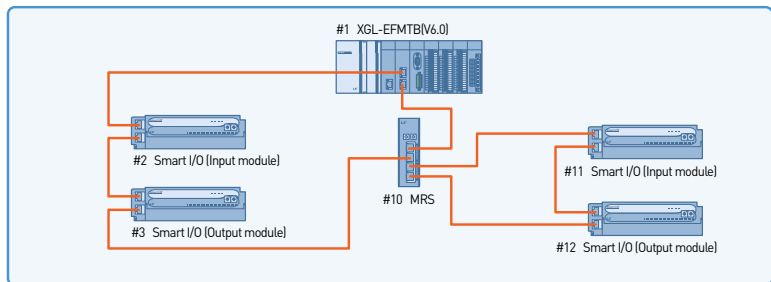 #1 XGL-EFMTB(V6.0)
#2 Smart I/O (Input module)
#3 Smart I/O (Output module)
#10 MRS
#11 Smart I/O (Input module)
#12 Smart I/O (Output module)